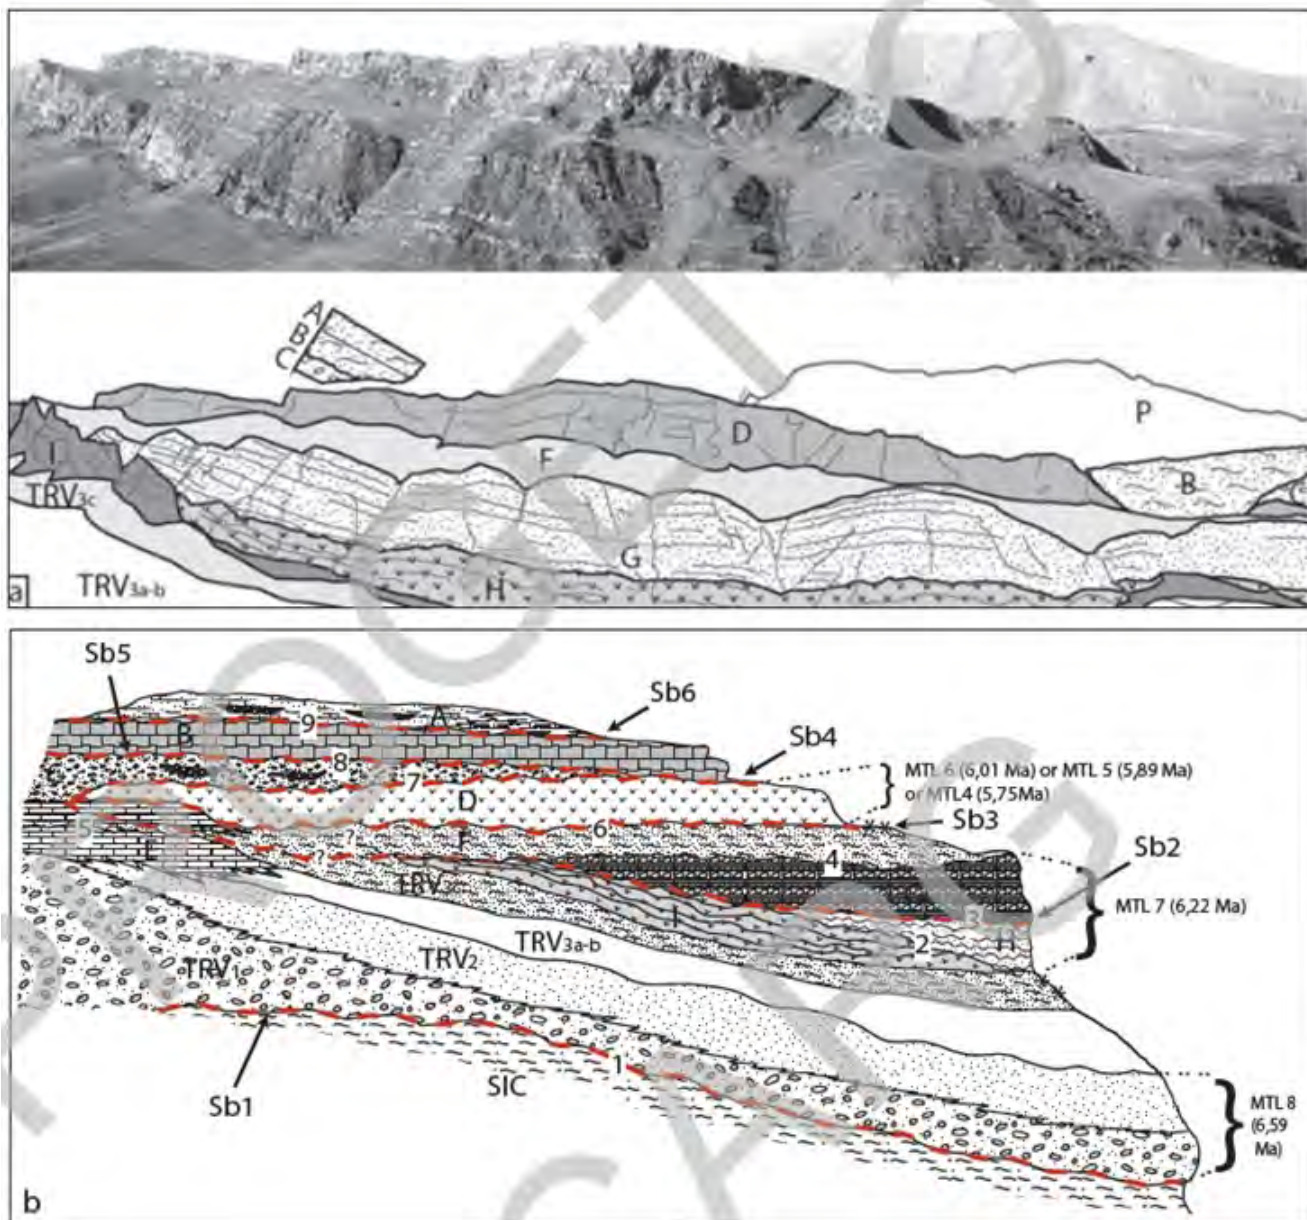 A
B
C
D
P
F
B
I
TRV3c
G
H
TRV3a-b
a
Sb5
Sb6
9
A
B
Sb4
8
7
MTL 6 (6,01 Ma) or MTL 5 (5,89 Ma)
or MTL4 (5,75Ma)
D
Sb3
6
5
?
F
4
Sb2
?
TRV3c
MTL 7 (6,22 Ma)
I
3
2
H
TRV3a-b
TRV1
TRV2
MTL 8
(6,59
Ma)
1
SIC
Sb1
b